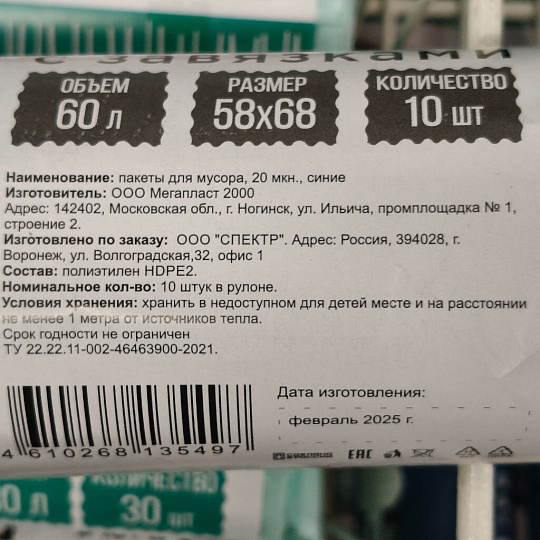 с завязками
ОБЪЕМ
60 л
РАЗМЕР
58x68
КОЛИЧЕСТВО
10 шт
Наименование: пакеты для мусора, 20 мкн., синие
Изготовитель: ООО Мегапласт 2000
Адрес: 142402, Московская обл., г. Ногинск, ул. Ильича, промплощадка № 1,
строение 2.
Изготовлено по заказу: ООО "СПЕКТР". Адрес: Россия, 394028, г.
Воронеж, ул. Волгоградская,32, офис 1
Состав: полиэтилен HDPE2.
Номинальное кол-во: 10 штук в рулоне.
Условия хранения: хранить в недоступном для детей месте и на расстоянии
не менее 1 метра от источников тепла.
Срок годности не ограничен
ТУ 22.22.11-002-46463900-2021.
4 610268 135497
Дата изготовления:
февраль 2025 г.
EAC
0 л
КОЛИЧЕСТВО
30 шт